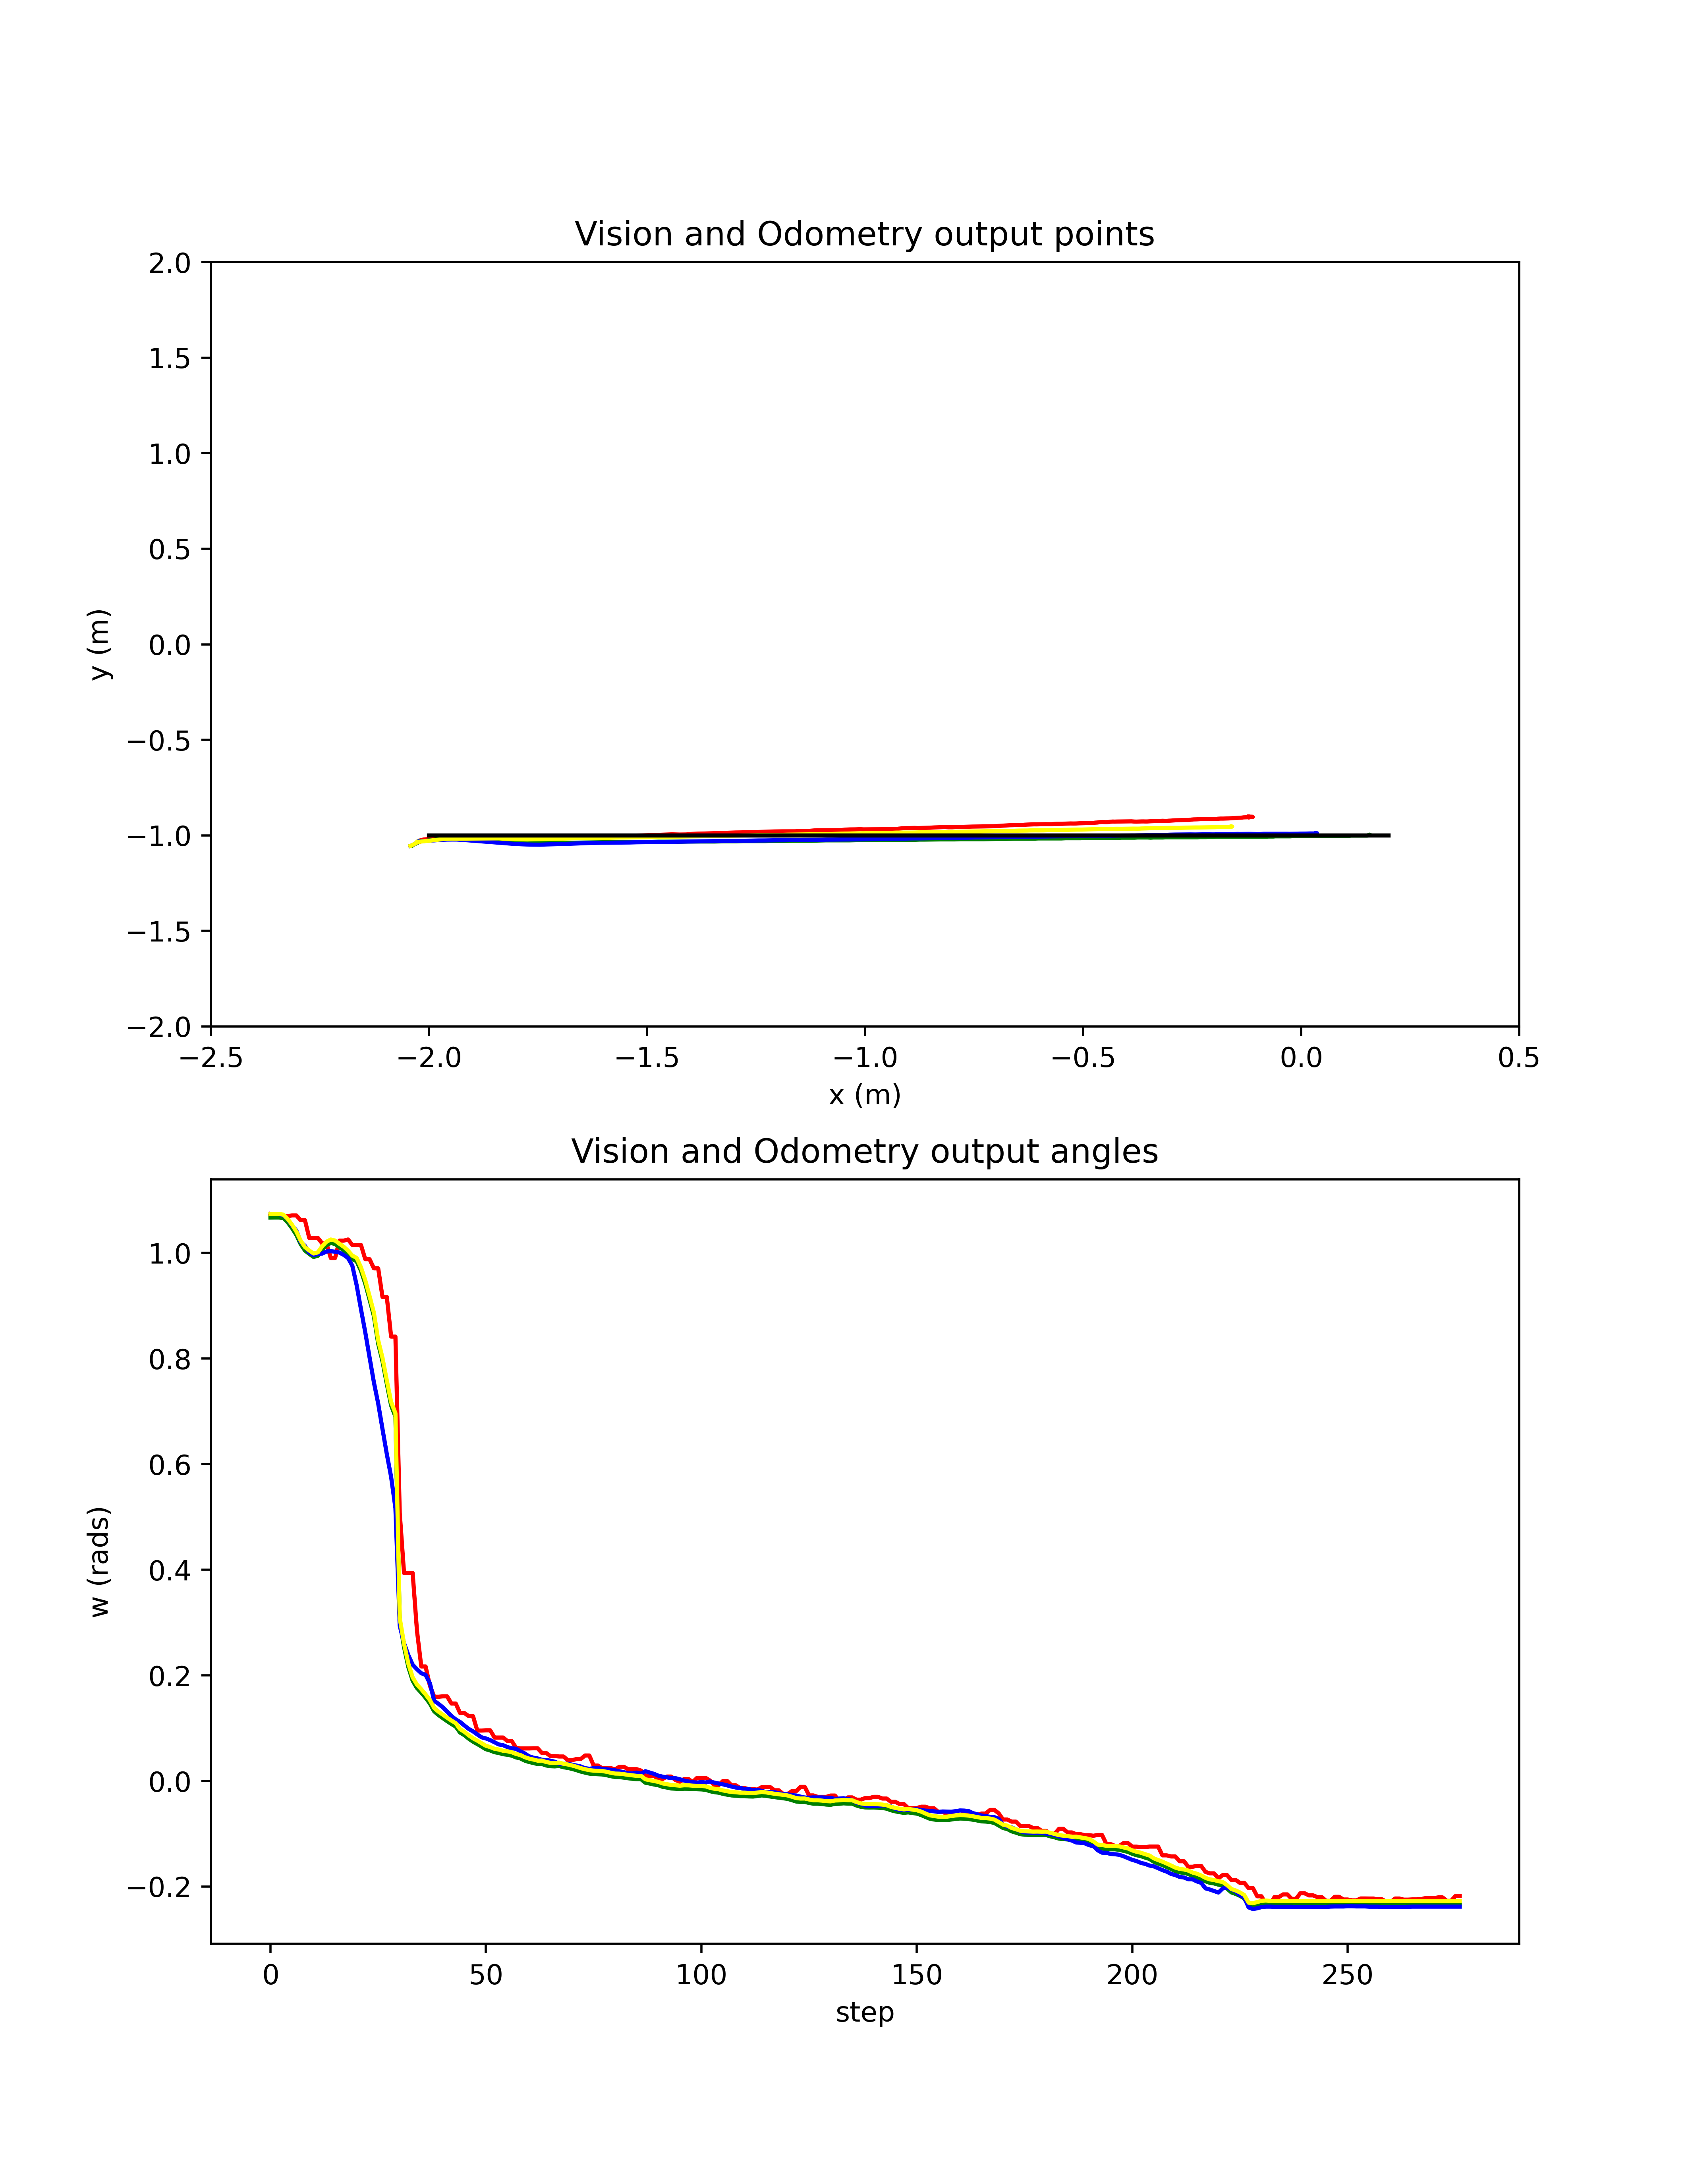 Vision and Odometry output points
2.0
1.5
1.0
0.5
0.0
−0.5
−1.0
−1.5
−2.0
y (m)
−2.5 −2.0 −1.5 −1.0 −0.5 0.0 0.5
x (m)
Vision and Odometry output angles
1.0
0.8
0.6
0.4
0.2
0.0
−0.2
w (rads)
0 50 100 150 200 250
step